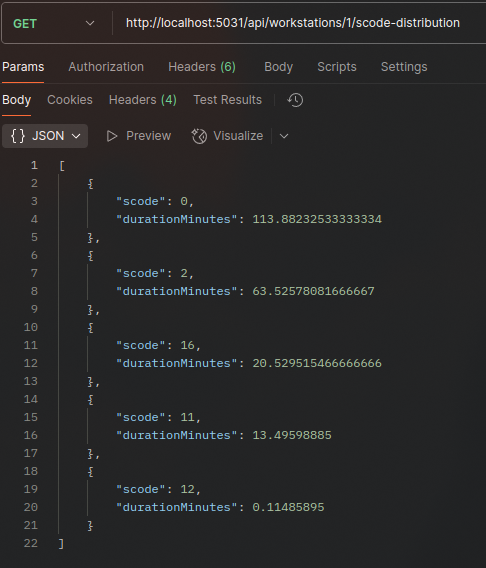 GET http://localhost:5031/api/workstations/1/scode-distribution
Params Authorization Headers (6) Body Scripts Settings
Body Cookies Headers (4) Test Results
{} JSON Preview Visualize
1 [
2 {
3 "scode": 0,
4 "durationMinutes": 113.88232533333334
5 },
6 {
7 "scode": 2,
8 "durationMinutes": 63.52578081666667
9 },
10 {
11 "scode": 16,
12 "durationMinutes": 20.529515466666666
13 },
14 {
15 "scode": 11,
16 "durationMinutes": 13.49598885
17 },
18 {
19 "scode": 12,
20 "durationMinutes": 0.11485895
21 }
22 ]